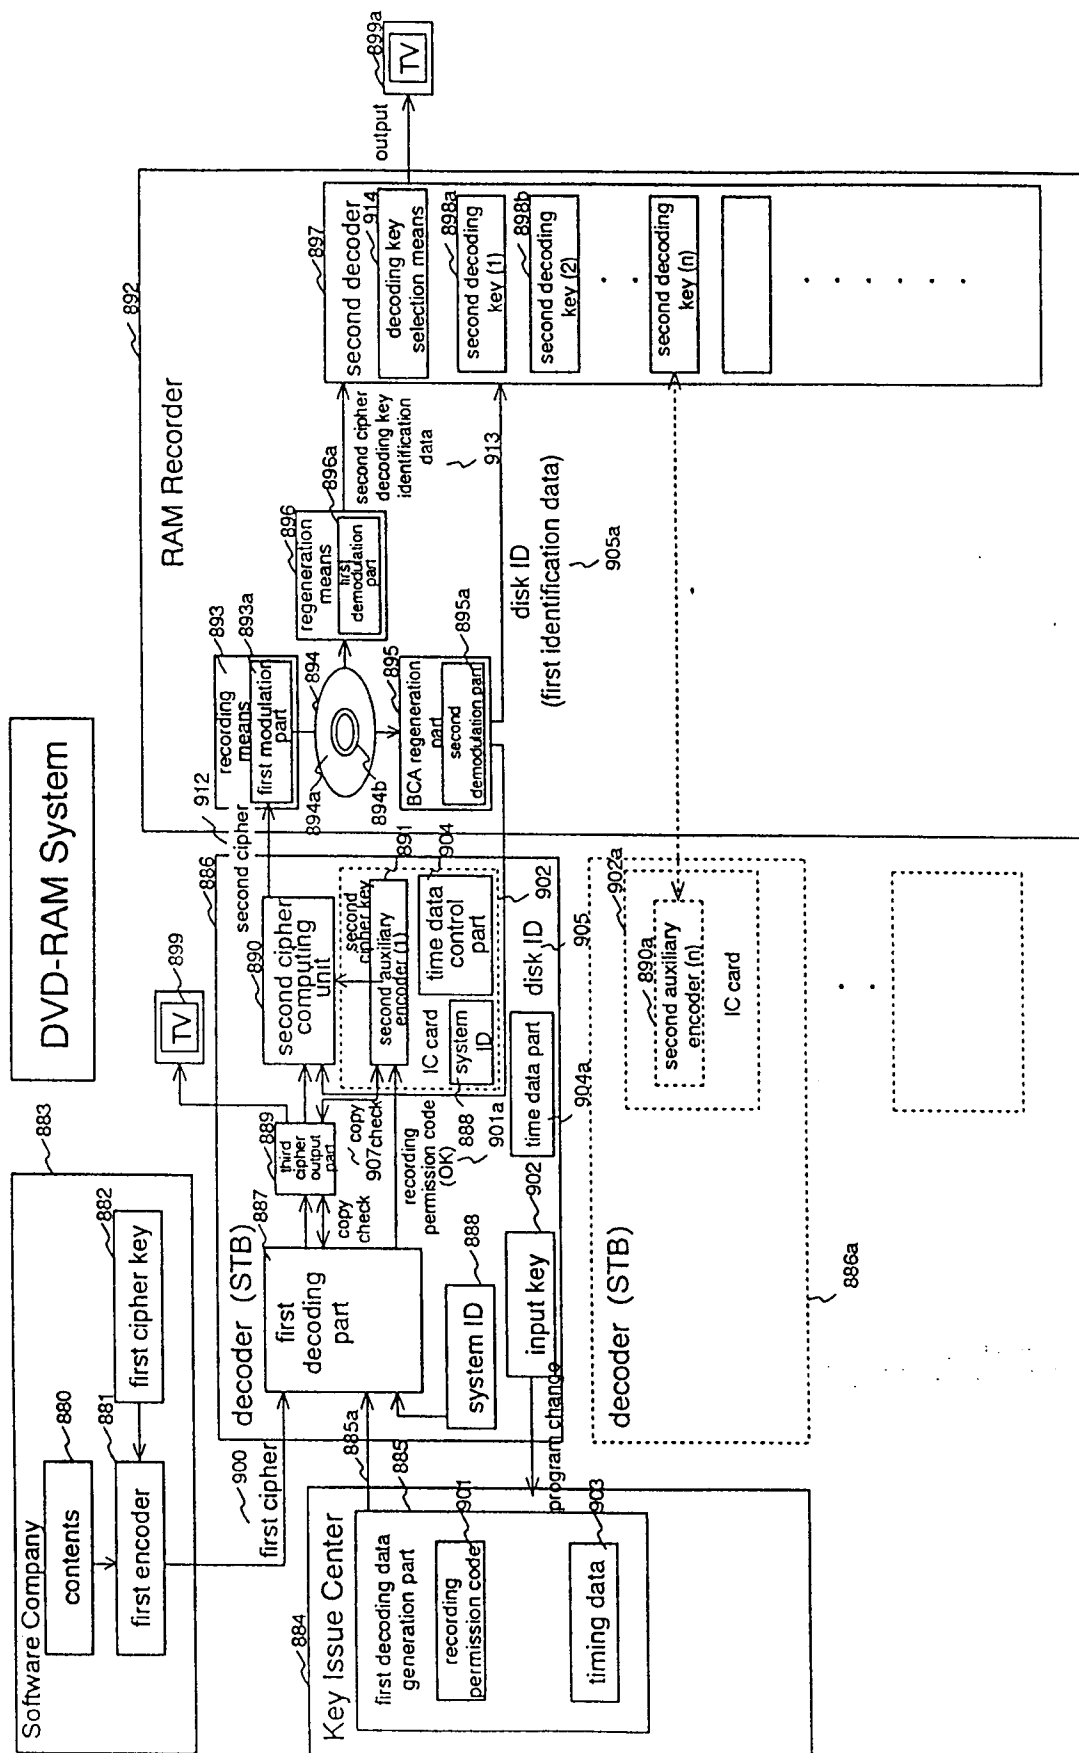 DVD-RAM System
Software Company
883
contents
880
first encoder
881
first cipher key
882
900
first cipher
Key Issue Center
884
first decoding data
generation part
885
885a
recording
permission code
901
timing data
903
program change
decoder (STB)
886
first
decoding
part
887
system ID
888
input key
902
copy
check
third
cipher
output
part
889
TV
899
copy
check
907
recording
permission code
(OK)
901a
second cipher
computing
unit
890
second cipher
912
second cipher key
second auxiliary
encoder (1)
891
IC card
system
ID
888
time data
control
part
904
902
time data part
904a
disk ID
905
decoder (STB)
886a
second auxiliary
encoder (n)
890a
IC card
902a
RAM Recorder
892
recording
means
893
first modulation
part
893a
894
894a
894b
BCA regeneration
part
895
second
demodulation part
895a
regeneration
means
896
first
demodulation
part
896a
second cipher
decoding key
identification
data
913
disk ID
(first identification data)
905a
second decoder
897
decoding key
selection means
914
second decoding
key (1)
898a
second decoding
key (2)
898b
second decoding
key (n)
output
TV
899a